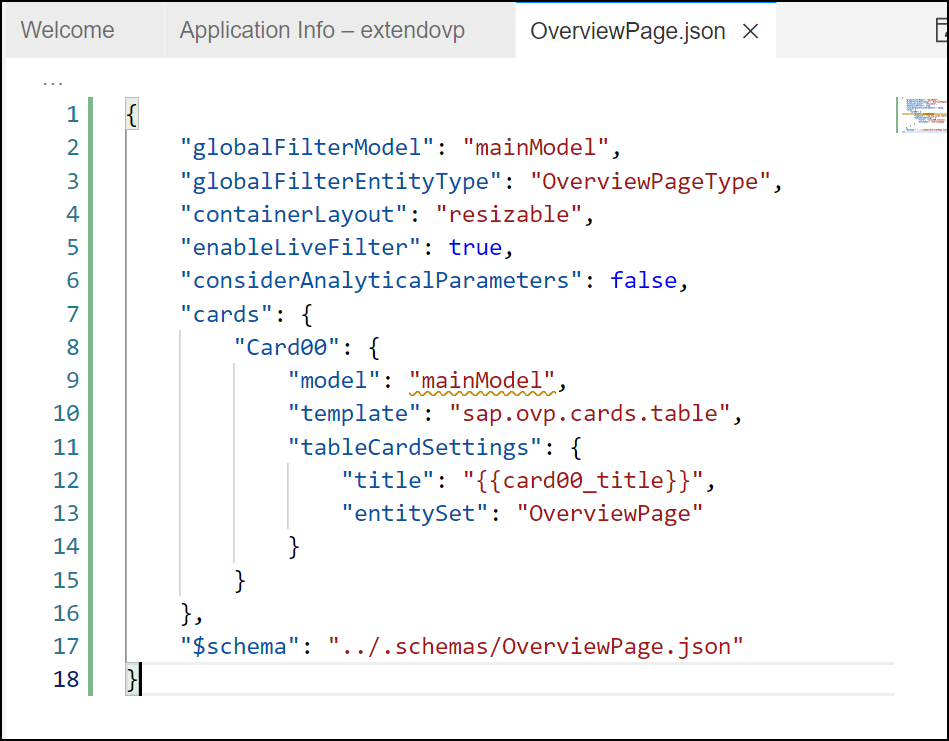 Welcome Application Info – extendovp OverviewPage.json
...
1 {
2 "globalFilterModel": "mainModel",
3 "globalFilterEntityType": "OverviewPageType",
4 "containerLayout": "resizable",
5 "enableLiveFilter": true,
6 "considerAnalyticalParameters": false,
7 "cards": {
8 "Card00": {
9 "model": "mainModel",
10 "template": "sap.ovp.cards.table",
11 "tableCardSettings": {
12 "title": "{{card00_title}}",
13 "entitySet": "OverviewPage"
14 }
15 }
16 },
17 "$schema": "../.schemas/OverviewPage.json"
18 }